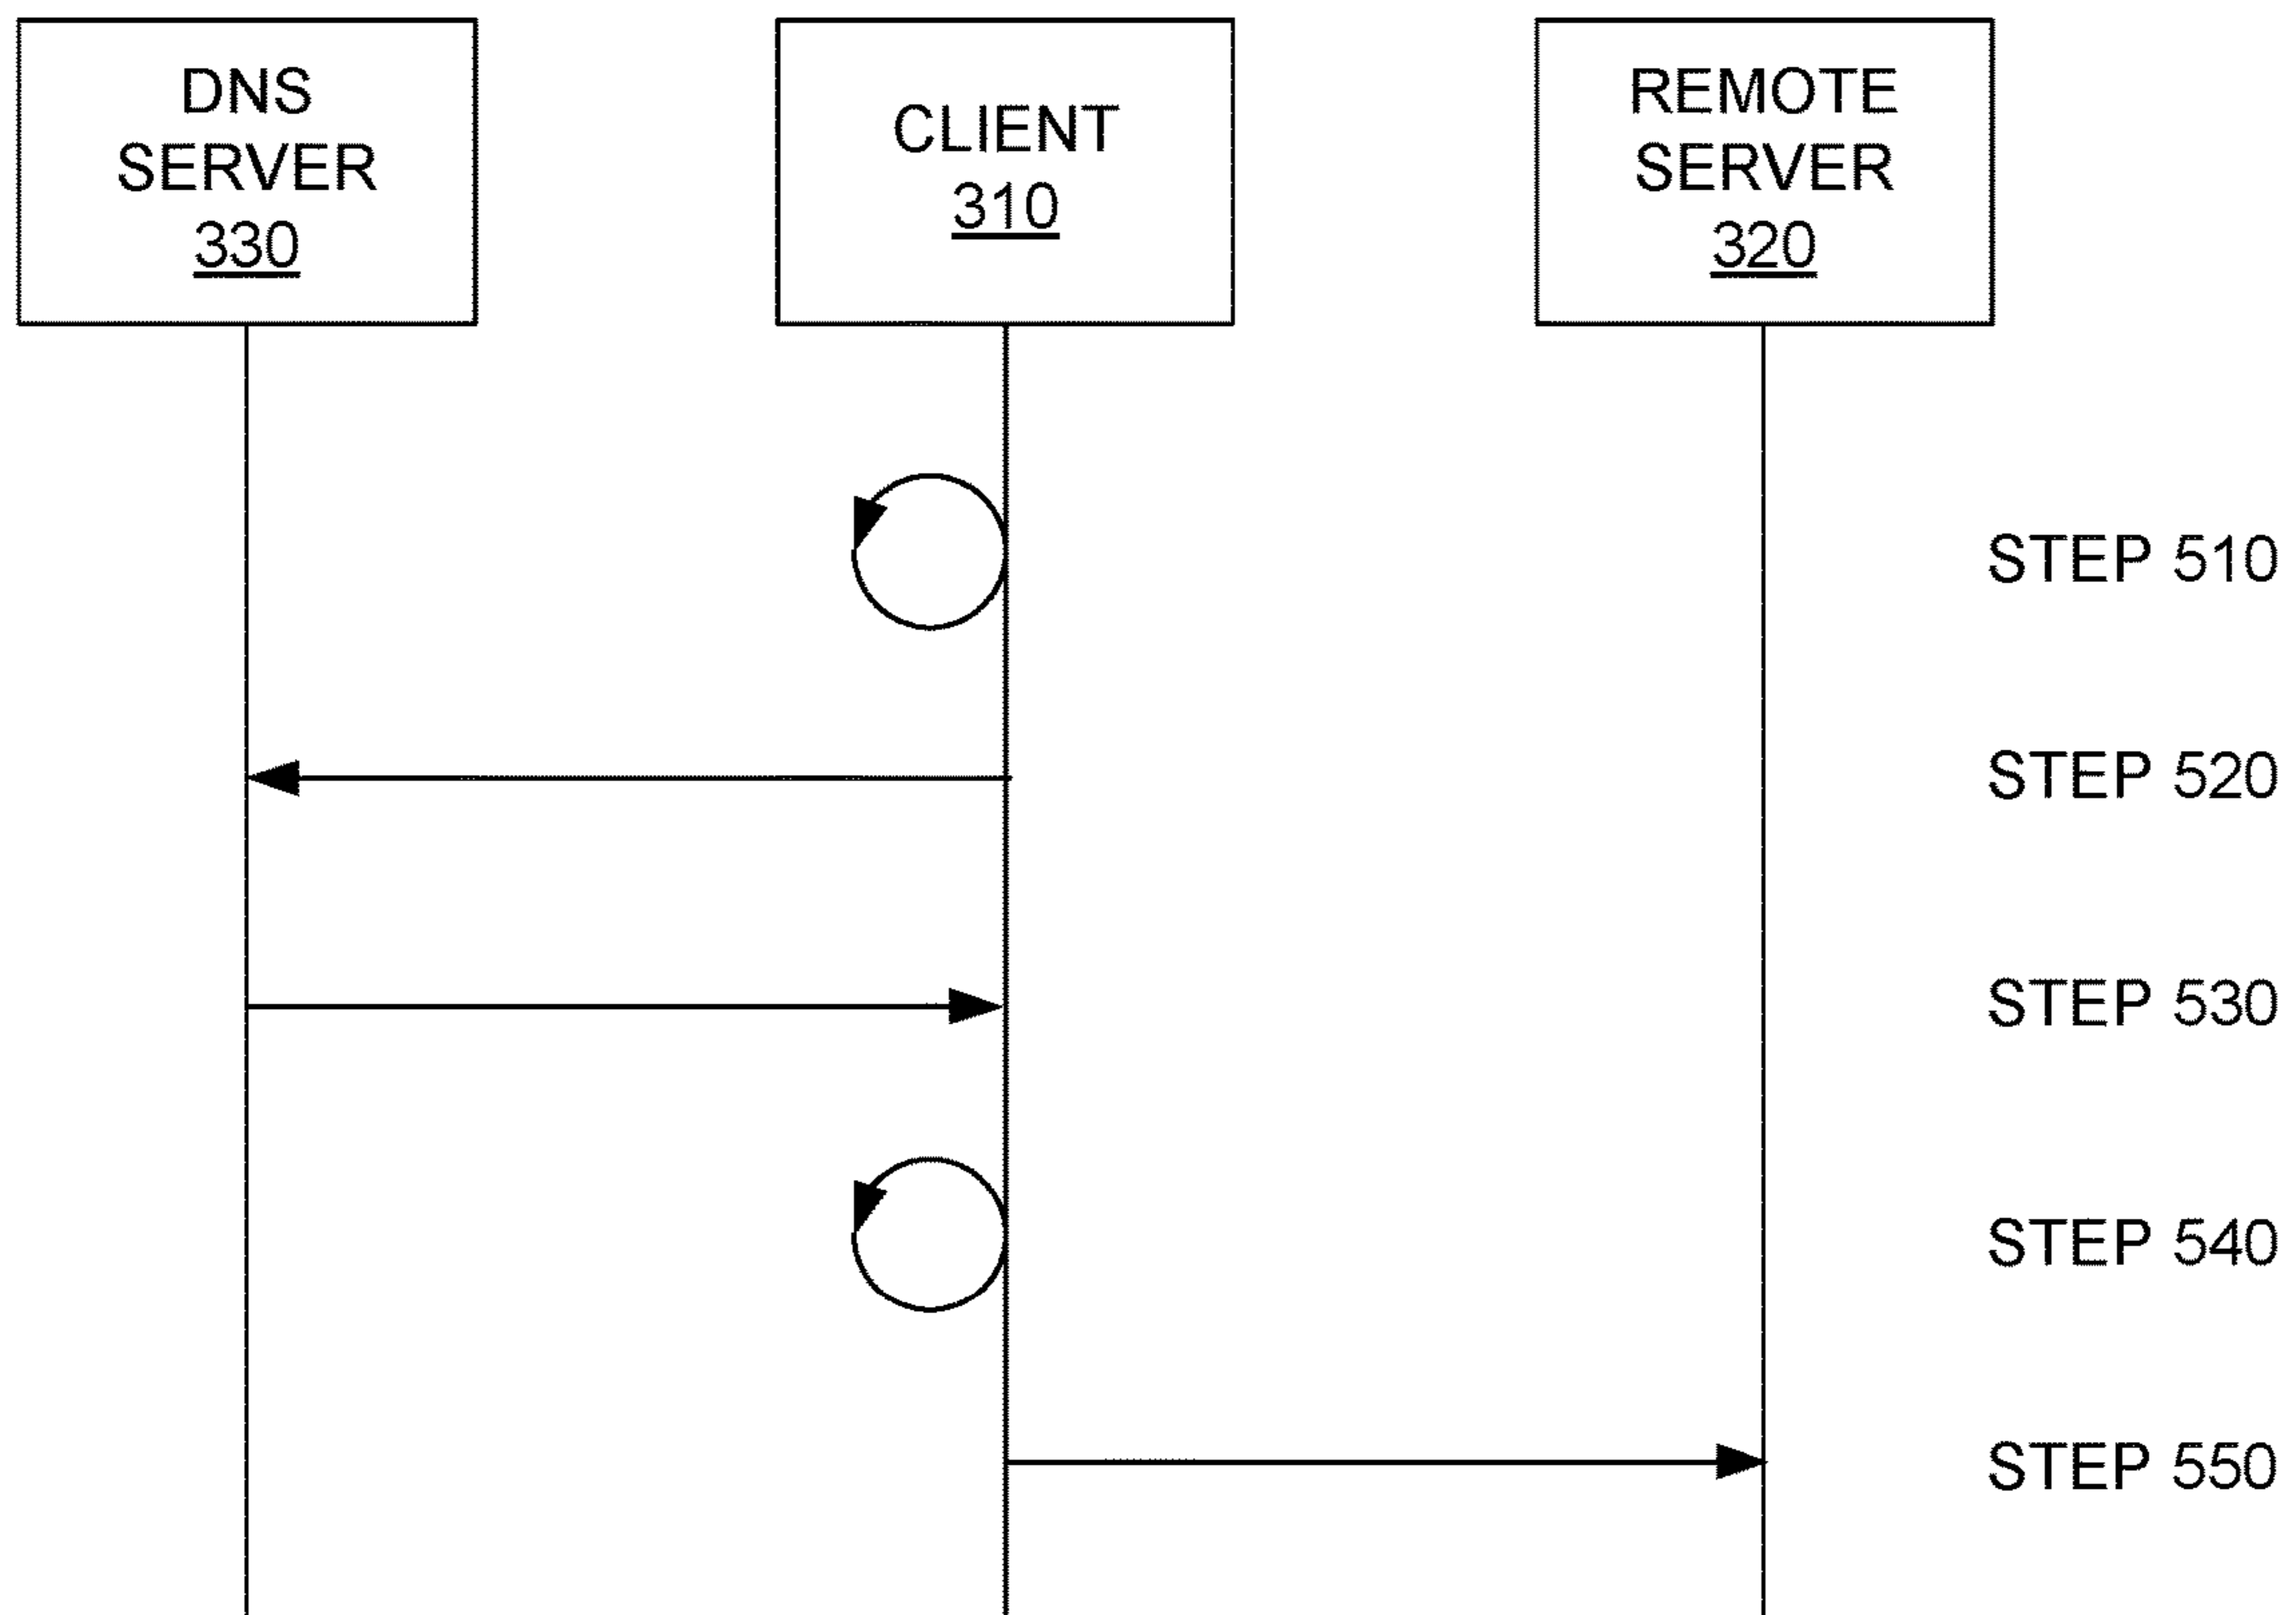 DNS
SERVER
330
CLIENT
310
REMOTE
SERVER
320
STEP 510
STEP 520
STEP 530
STEP 540
STEP 550